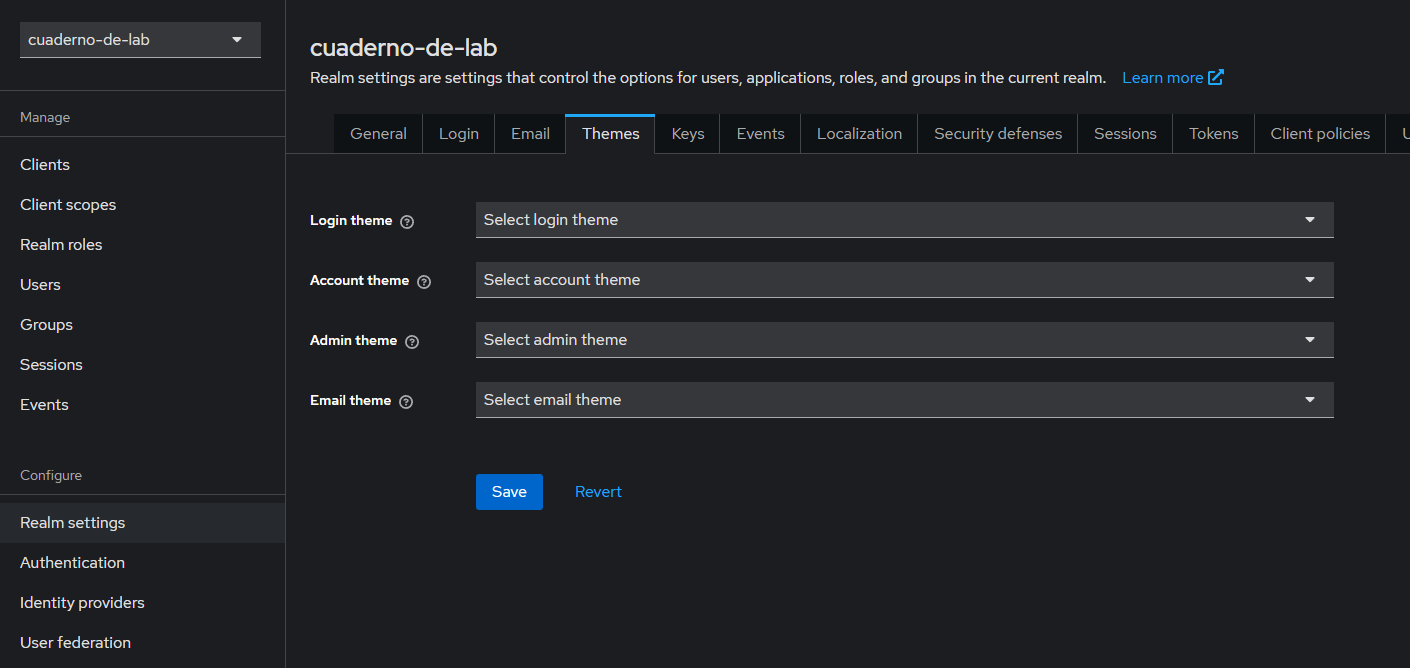 cuaderno-de-lab
Manage
Clients
Client scopes
Realm roles
Users
Groups
Sessions
Events
Configure
Realm settings
Authentication
Identity providers
User federation
cuaderno-de-lab
Realm settings are settings that control the options for users, applications, roles, and groups in the current realm. Learn more
General Login Email Themes Keys Events Localization Security defenses Sessions Tokens Client policies
Login theme Select login theme
Account theme Select account theme
Admin theme Select admin theme
Email theme Select email theme
Save Revert